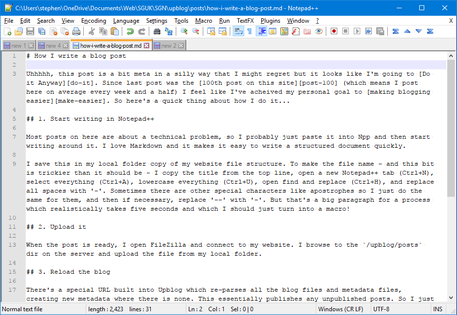 C:\Users\stephen\OneDrive\Documents\Web\SGUK\SGN\upblog\posts\how-i-write-a-blog-post.md - Notepad++
File Edit Search View Encoding Language Settings Tools Macro Run TextFX Plugins Window ?
new 1 new 4 how-i-write-a-blog-post.md new 2
1 # How I write a blog post
2
3 Uhhhhh, this post is a bit meta in a silly way that I might regret but it looks like I'm going to [Do
it Anyway][do-it]. Since last post was the [100th post on this site][post-100] (which means I post
here on average every week and a half) I feel like I've acheived my personal goal to [making blogging
easier][make-easier]. So here's a quick thing about how I do it...
4
5 ## 1. Start writing in Notepad++
6
7 Most posts on here are about a technical problem, so I probably just paste it into Npp and then start
writing around it. I love Markdown and it makes it easy to write a structured document quickly.
8
9 I save this in my local folder copy of my website file structure. To make the file name - and this bit
is trickier than it should be - I copy the title from the top line, open a new Notepad++ tab (Ctrl+N),
select everything (Ctrl+A), lowercase everything (Ctrl+U), open find and replace (Ctrl+H), and replace
all spaces with '-'. Sometimes there are other special characters like apostrophes so I just do the
same for them, and then if necessary, replace '--' with '-'. But that's a big paragraph for a process
which realistically takes five seconds and which I should just turn into a macro!
10
11 ## 2. Upload it
12
13 When the post is ready, I open FileZilla and connect to my website. I browse to the `/upblog/posts`
dir on the server and upload the file from my local folder.
14
15 ## 3. Reload the blog
16
17 There's a special URL built into Upblog which re-parses all the blog files and metadata files,
creating new metadata where there is none. This essentially publishes any unpublished posts. So I just
Normal text file length : 2,423 lines : 31 Ln : 2 Col : 1 Sel : 0 | 0 Windows (CR LF) UTF-8 INS